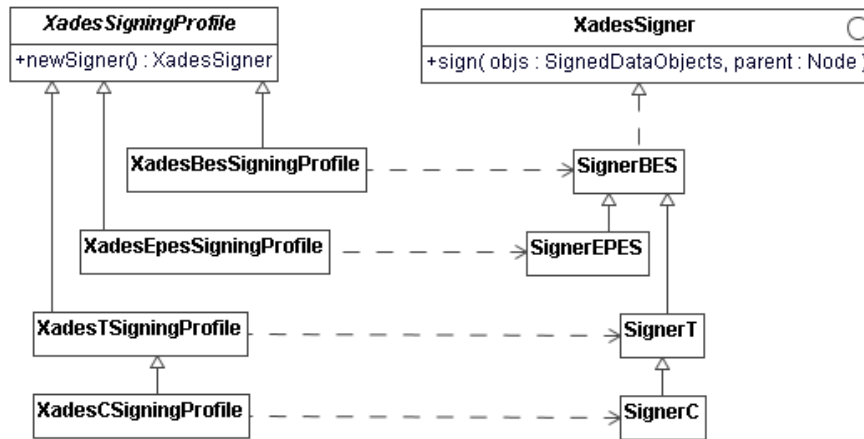 XadesSigningProfile
+newSigner() : XadesSigner
XadesSigner
+sign( objs : SignedDataObjects, parent : Node )
XadesBesSigningProfile
SignerBES
XadesEpesSigningProfile
SignerEPES
XadesTSigningProfile
SignerT
XadesCSigningProfile
SignerC